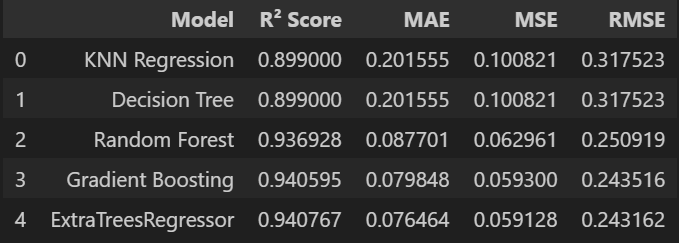 Model R² Score MAE MSE RMSE
0 KNN Regression 0.899000 0.201555 0.100821 0.317523
1 Decision Tree 0.899000 0.201555 0.100821 0.317523
2 Random Forest 0.936928 0.087701 0.062961 0.250919
3 Gradient Boosting 0.940595 0.079848 0.059300 0.243516
4 ExtraTreesRegressor 0.940767 0.076464 0.059128 0.243162